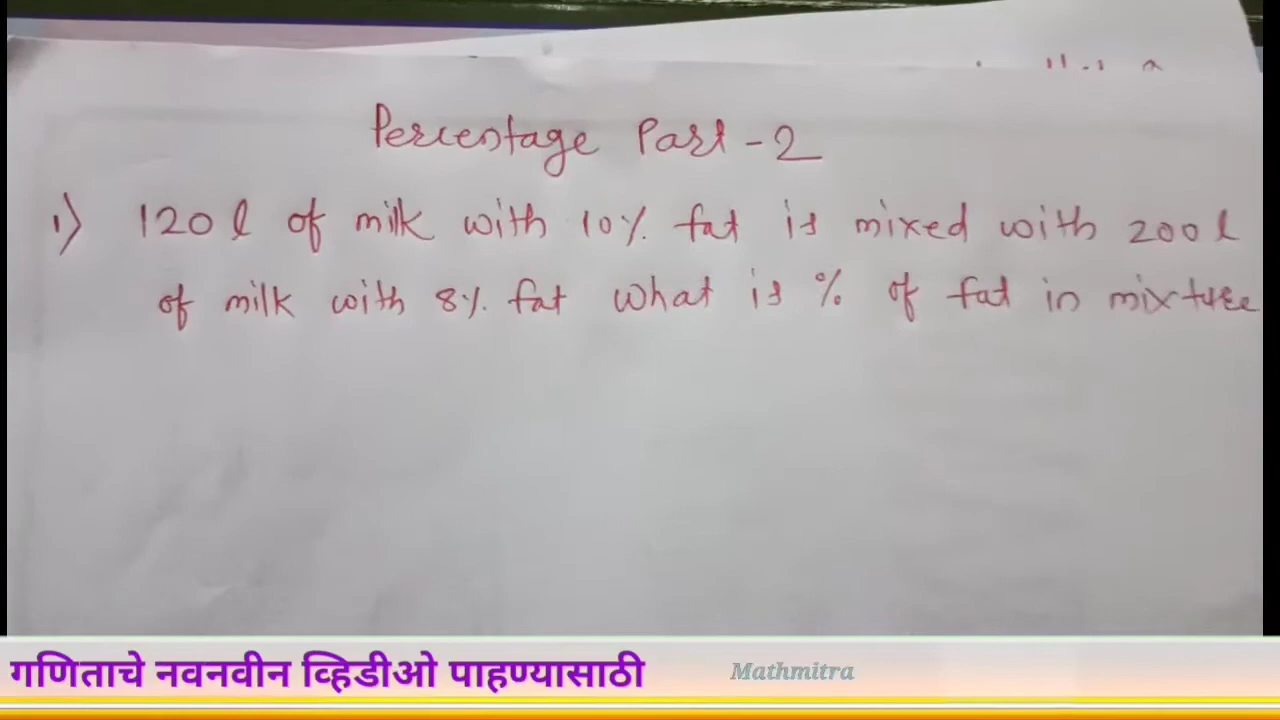 Percentage Part - 2
1) 120 l of milk with 10% fat is mixed with 200 l
of milk with 8% fat what is % of fat in mixture
गणिताचे नवनवीन व्हिडीओ पाहण्यासाठी
Mathmitra